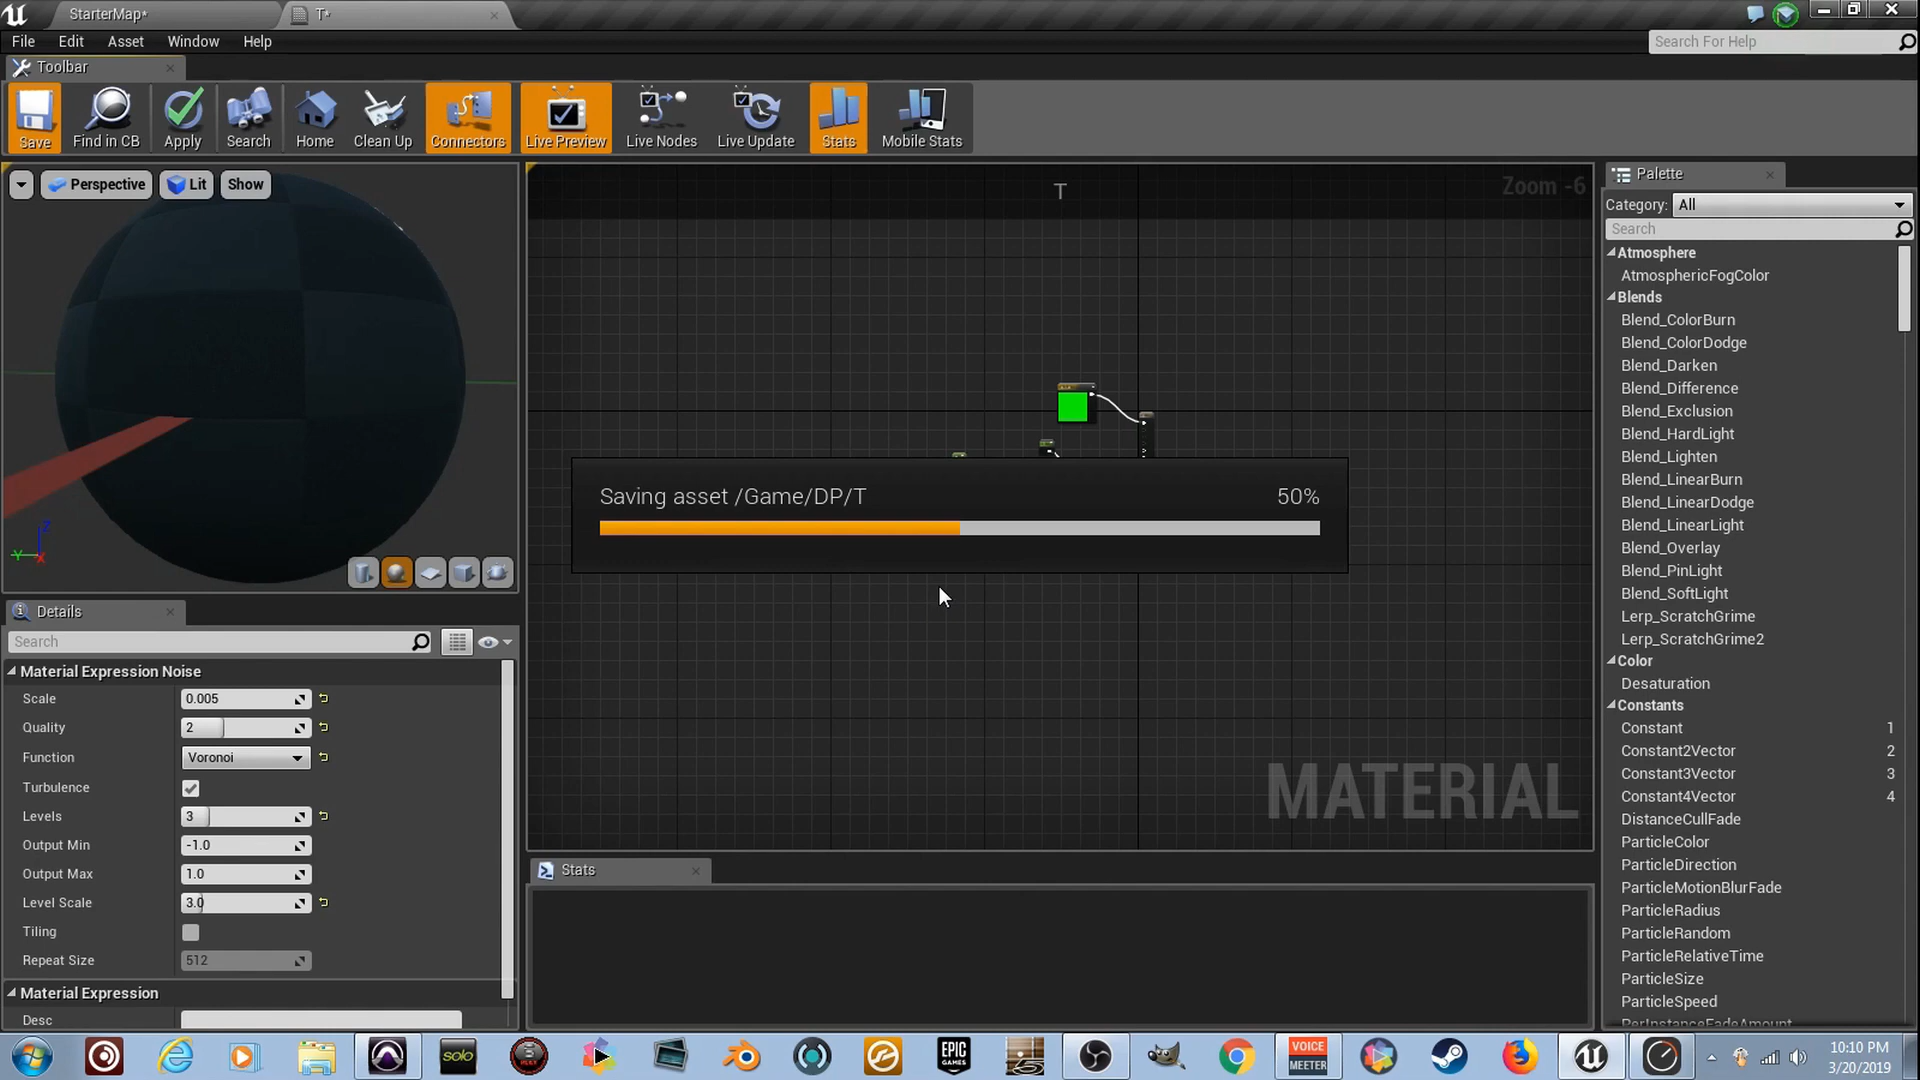 StarterMap*
T*
File Edit Asset Window Help
Search For Help
Toolbar
Save Find in CB Apply Search Home Clean Up Connectors Live Preview Live Nodes Live Update Stats Mobile Stats
Perspective Lit Show
T
Zoom -6
Palette
Category: All
Search
Atmosphere
AtmosphericFogColor
Blends
Blend_ColorBurn
Blend_ColorDodge
Blend_Darken
Blend_Difference
Blend_Exclusion
Blend_HardLight
Blend_Lighten
Blend_LinearBurn
Blend_LinearDodge
Blend_LinearLight
Blend_Overlay
Blend_PinLight
Blend_SoftLight
Lerp_ScratchGrime
Lerp_ScratchGrime2
Color
Desaturation
Constants
Constant 1
Constant2Vector 2
Constant3Vector 3
Constant4Vector 4
DistanceCullFade
ParticleColor
ParticleDirection
ParticleMotionBlurFade
ParticleRadius
ParticleRandom
ParticleRelativeTime
ParticleSize
ParticleSpeed
PerInstanceFadeAmount
Saving asset /Game/DP/T 50%
MATERIAL
Z
Y
X
Details
Search
Material Expression Noise
Scale 0.005
Quality 2
Function Voronoi
Turbulence
Levels 3
Output Min -1.0
Output Max 1.0
Level Scale 3.0
Tiling
Repeat Size 512
Material Expression
Desc
Stats
solo
EPIC GAMES
VOICE MEETER
10:10 PM
3/20/2019